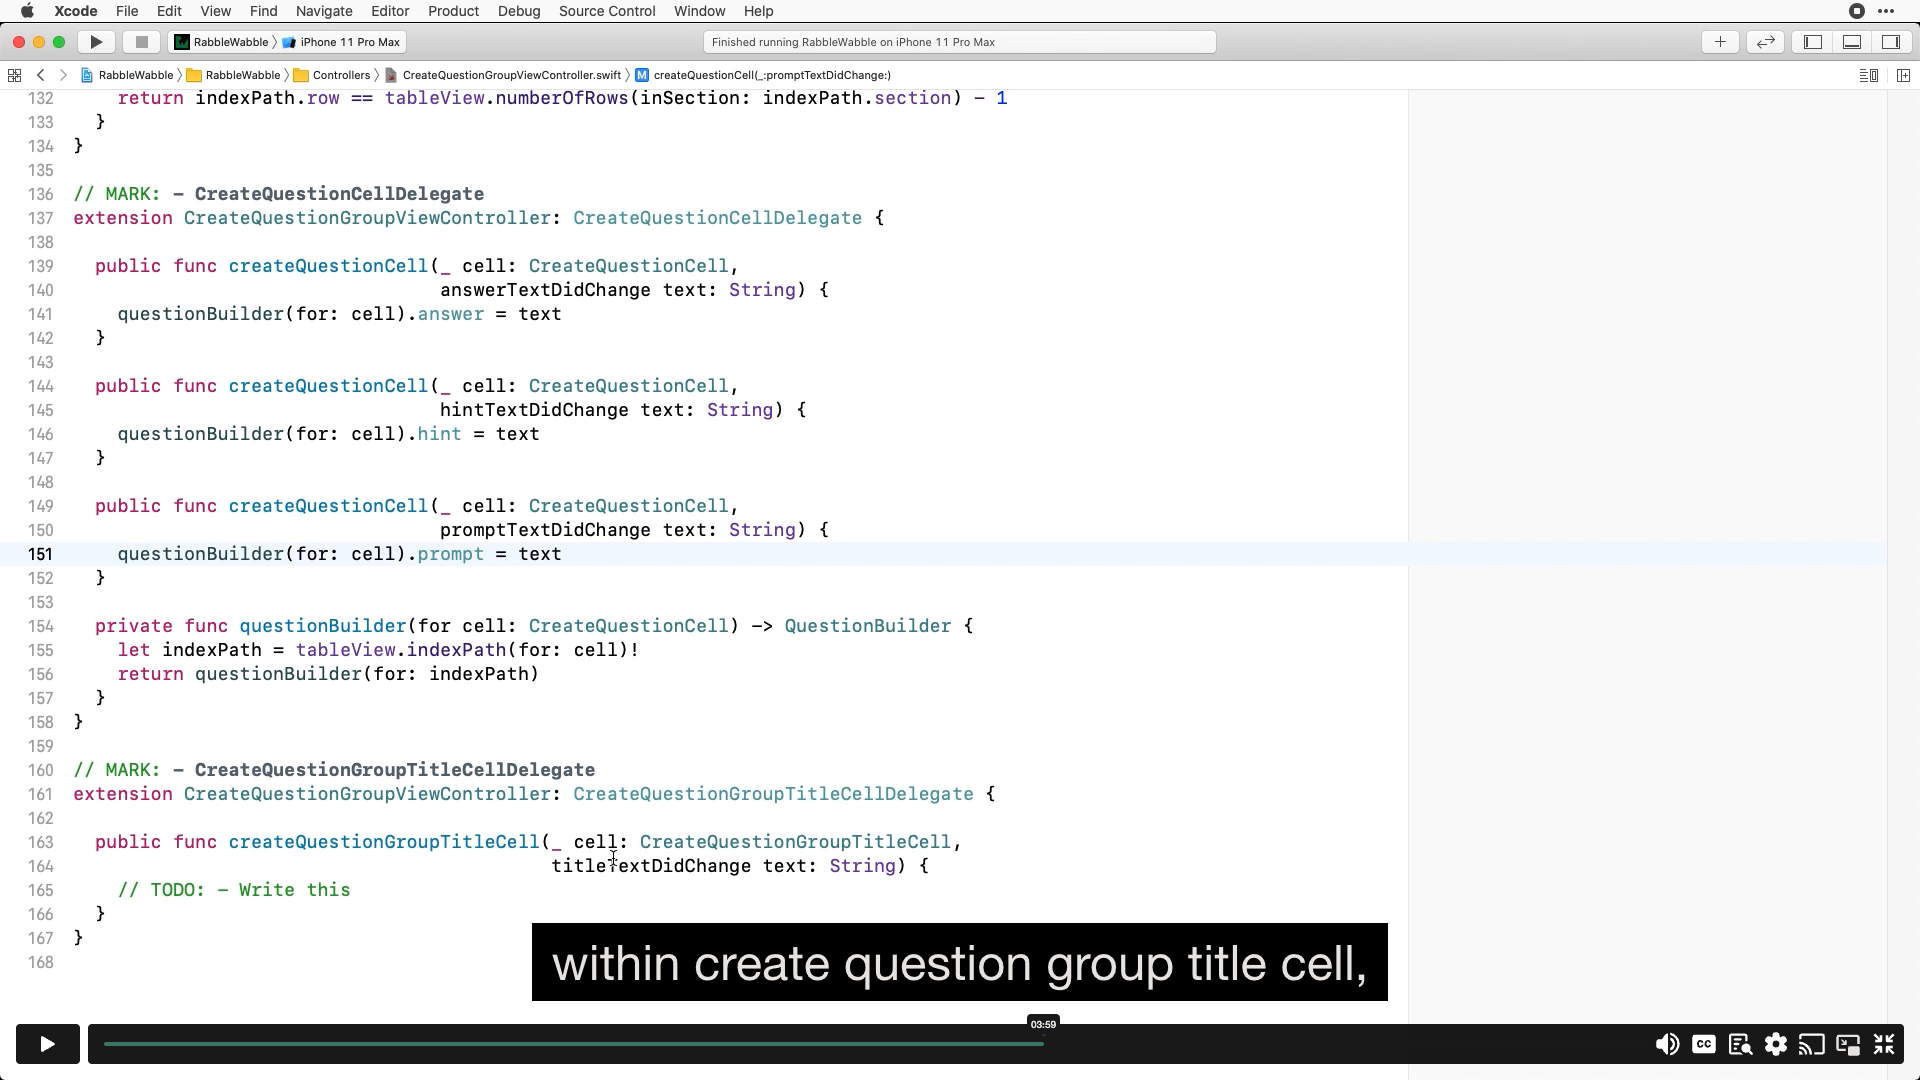 Xcode File Edit View Find Navigate Editor Product Debug Source Control Window Help
RabbleWabble iPhone 11 Pro Max Finished running RabbleWabble on iPhone 11 Pro Max
RabbleWabble RabbleWabble Controllers CreateQuestionGroupViewController.swift M createQuestionCell(_:promptTextDidChange:)
132 return indexPath.row == tableView.numberOfRows(inSection: indexPath.section) - 1
133 }
134 }
135
136 // MARK: - CreateQuestionCellDelegate
137 extension CreateQuestionGroupViewController: CreateQuestionCellDelegate {
138
139 public func createQuestionCell(_ cell: CreateQuestionCell,
140 answerTextDidChange text: String) {
141 questionBuilder(for: cell).answer = text
142 }
143
144 public func createQuestionCell(_ cell: CreateQuestionCell,
145 hintTextDidChange text: String) {
146 questionBuilder(for: cell).hint = text
147 }
148
149 public func createQuestionCell(_ cell: CreateQuestionCell,
150 promptTextDidChange text: String) {
151 questionBuilder(for: cell).prompt = text
152 }
153
154 private func questionBuilder(for cell: CreateQuestionCell) -> QuestionBuilder {
155 let indexPath = tableView.indexPath(for: cell)!
156 return questionBuilder(for: indexPath)
157 }
158 }
159
160 // MARK: - CreateQuestionGroupTitleCellDelegate
161 extension CreateQuestionGroupViewController: CreateQuestionGroupTitleCellDelegate {
162
163 public func createQuestionGroupTitleCell(_ cell: CreateQuestionGroupTitleCell,
164 titleTextDidChange text: String) {
165 // TODO: - Write this
166 }
167 }
168
within create question group title cell,
03:59
CC